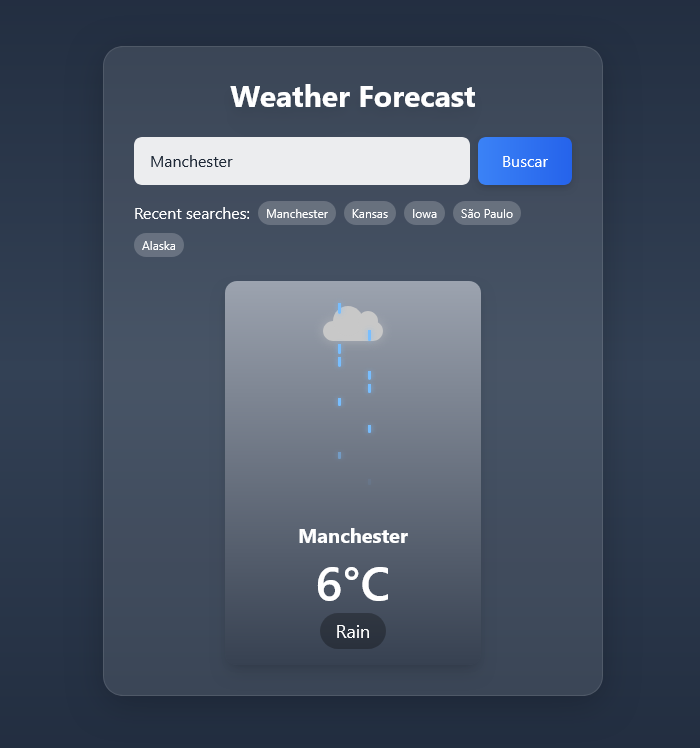 Weather Forecast
Manchester Buscar
Recent searches: Manchester Kansas Iowa São Paulo
Alaska
Manchester
6°C
Rain